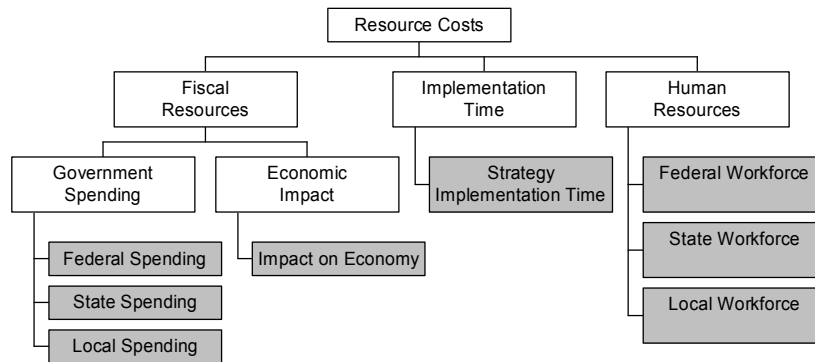 Resource Costs
Fiscal
Resources
Implementation
Time
Human
Resources
Government
Spending
Economic
Impact
Strategy
Implementation Time
Federal Workforce
Federal Spending
Impact on Economy
State Workforce
State Spending
Local Workforce
Local Spending